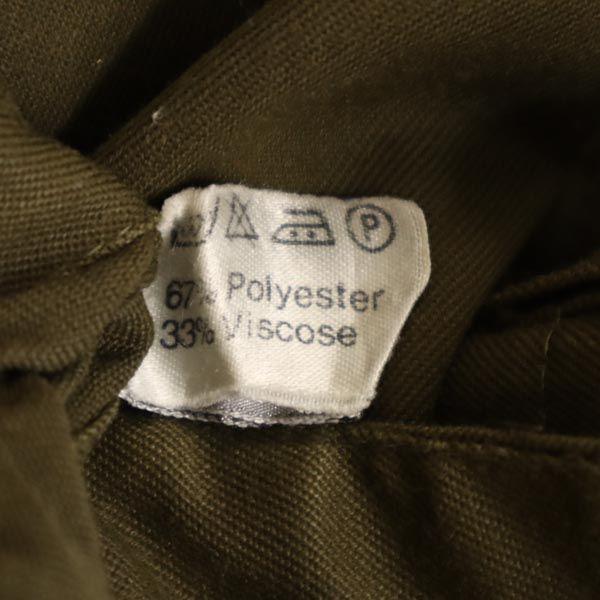 P
67% Polyester
33% Viscose